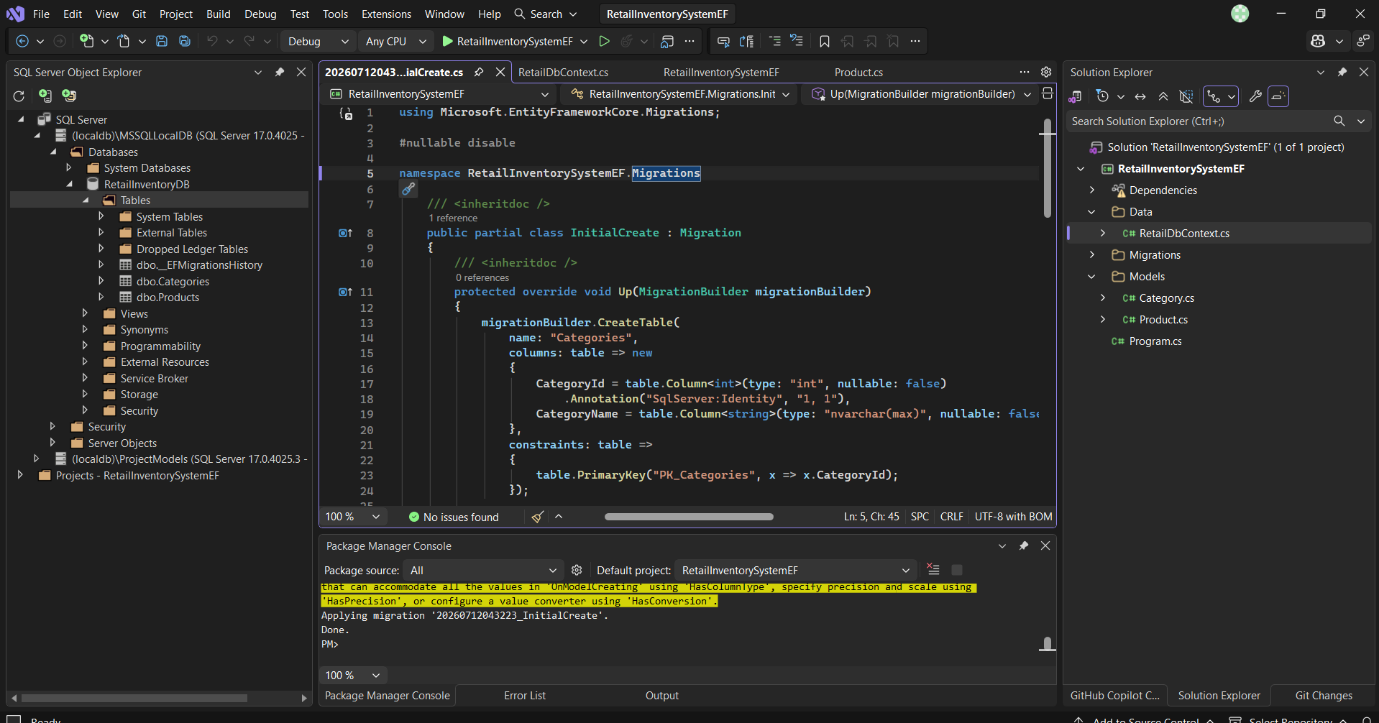 File Edit View Git Project Build Debug Test Tools Extensions Window Help Search RetailInventorySystemEF
Debug Any CPU RetailInventorySystemEF
SQL Server Object Explorer
SQL Server
(localdb)\MSSQLLocalDB (SQL Server 17.0.4025 -
Databases
System Databases
RetailInventoryDB
Tables
System Tables
External Tables
Dropped Ledger Tables
dbo.__EFMigrationsHistory
dbo.Categories
dbo.Products
Views
Synonyms
Programmability
External Resources
Service Broker
Storage
Security
Security
Server Objects
(localdb)\ProjectModels (SQL Server 17.0.4025.3 -
Projects - RetailInventorySystemEF
20260712043...ialCreate.cs RetailDbContext.cs RetailInventorySystemEF Product.cs
RetailInventorySystemEF RetailInventorySystemEF.Migrations.Init Up(MigrationBuilder migrationBuilder)
1 using Microsoft.EntityFrameworkCore.Migrations;
2
3 #nullable disable
4
5 namespace RetailInventorySystemEF.Migrations
6
7 /// <inheritdoc />
1 reference
8 public partial class InitialCreate : Migration
9 {
10 /// <inheritdoc />
0 references
11 protected override void Up(MigrationBuilder migrationBuilder)
12 {
13 migrationBuilder.CreateTable(
14 name: "Categories",
15 columns: table => new
16 {
17 CategoryId = table.Column<int>(type: "int", nullable: false)
18 .Annotation("SqlServer:Identity", "1, 1"),
19 CategoryName = table.Column<string>(type: "nvarchar(max)", nullable: false
20 },
21 constraints: table =>
22 {
23 table.PrimaryKey("PK_Categories", x => x.CategoryId);
24 });
100 % No issues found Ln: 5, Ch: 45 SPC CRLF UTF-8 with BOM
Package Manager Console
Package source: All Default project: RetailInventorySystemEF
that can accommodate all the values in 'OnModelCreating' using 'HasColumnType', specify precision and scale using
'HasPrecision', or configure a value converter using 'HasConversion'.
Applying migration '20260712043223_InitialCreate'.
Done.
PM>
100 %
Package Manager Console Error List Output
Solution Explorer
Search Solution Explorer (Ctrl+;)
Solution 'RetailInventorySystemEF' (1 of 1 project)
RetailInventorySystemEF
Dependencies
Data
C# RetailDbContext.cs
Migrations
Models
C# Category.cs
C# Product.cs
C# Program.cs
GitHub Copilot C... Solution Explorer Git Changes
Ready Add to Source Control Select Repository